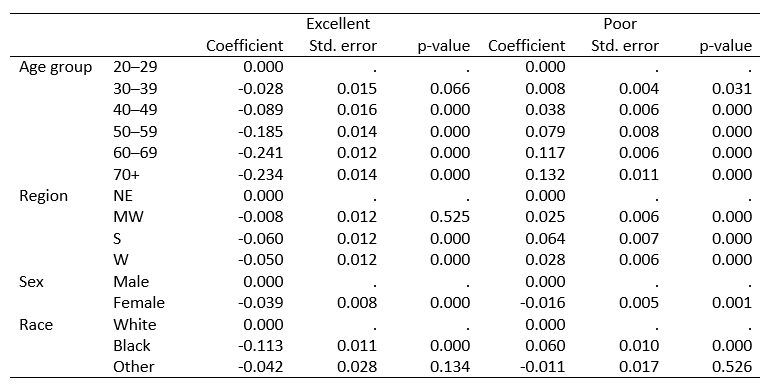 Excellent Poor
Coefficient Std. error p-value Coefficient Std. error p-value
Age group 20–29 0.000 . . 0.000 . .
30–39 -0.028 0.015 0.066 0.008 0.004 0.031
40–49 -0.089 0.016 0.000 0.038 0.006 0.000
50–59 -0.185 0.014 0.000 0.079 0.008 0.000
60–69 -0.241 0.012 0.000 0.117 0.006 0.000
70+ -0.234 0.014 0.000 0.132 0.011 0.000
Region NE 0.000 . . 0.000 . .
MW -0.008 0.012 0.525 0.025 0.006 0.000
S -0.060 0.012 0.000 0.064 0.007 0.000
W -0.050 0.012 0.000 0.028 0.006 0.000
Sex Male 0.000 . . 0.000 . .
Female -0.039 0.008 0.000 -0.016 0.005 0.001
Race White 0.000 . . 0.000 . .
Black -0.113 0.011 0.000 0.060 0.010 0.000
Other -0.042 0.028 0.134 -0.011 0.017 0.526